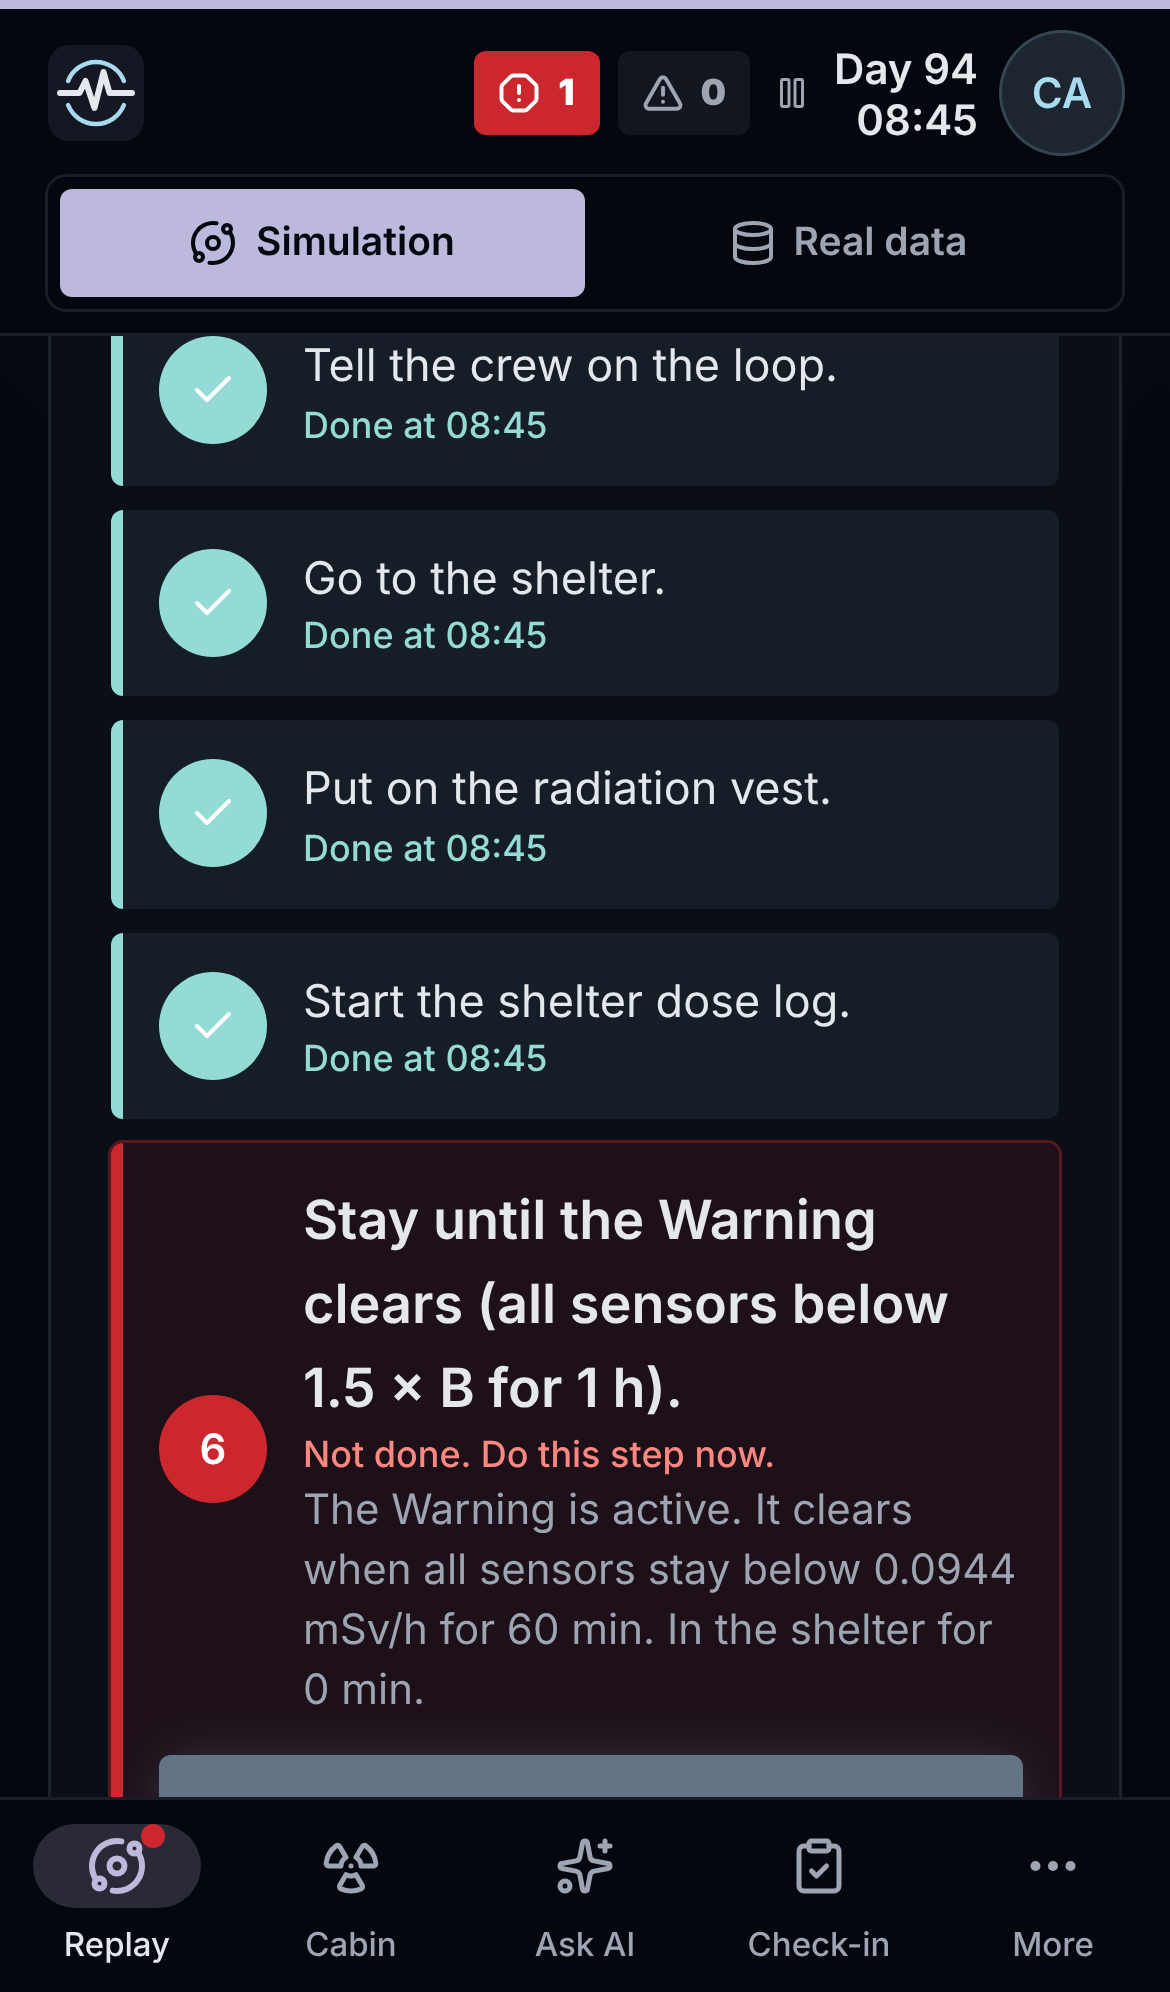 1
0
Day 94
08:45
CA
Simulation
Real data
Tell the crew on the loop.
Done at 08:45
Go to the shelter.
Done at 08:45
Put on the radiation vest.
Done at 08:45
Start the shelter dose log.
Done at 08:45
6
Stay until the Warning
clears (all sensors below
1.5 × B for 1 h).
Not done. Do this step now.
The Warning is active. It clears
when all sensors stay below 0.0944
mSv/h for 60 min. In the shelter for
0 min.
Replay
Cabin
Ask AI
Check-in
More